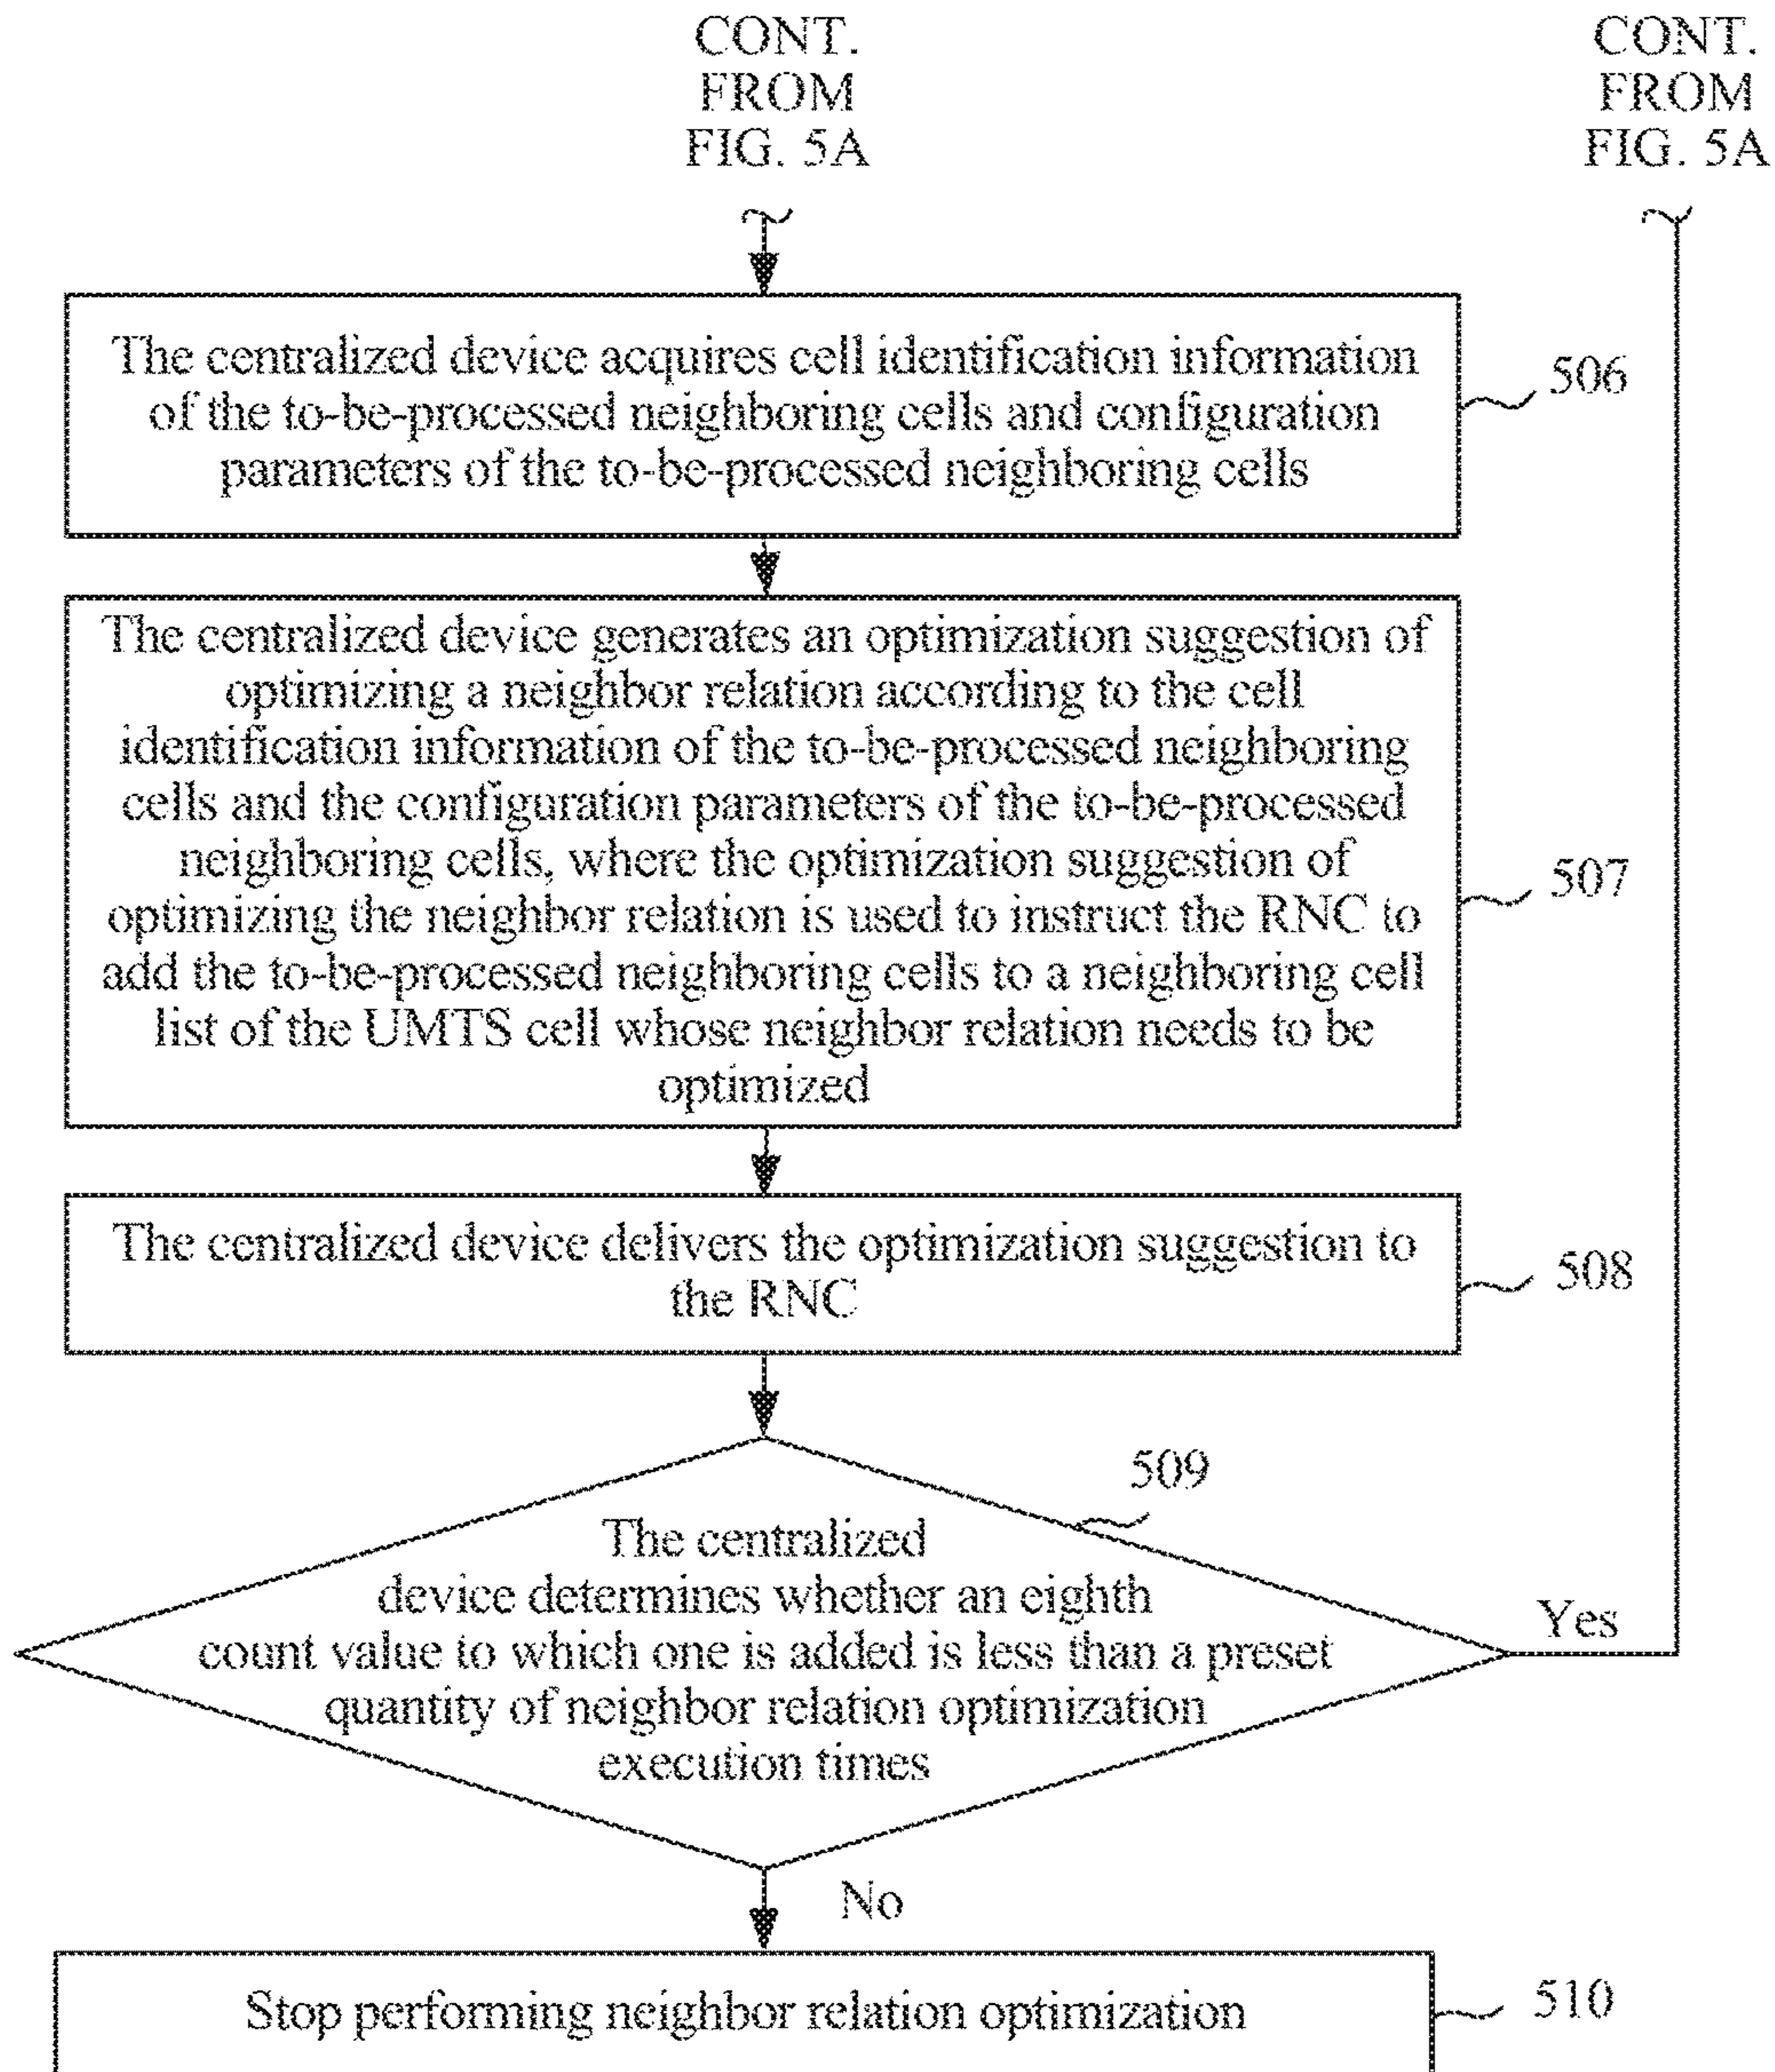 CONT.
FROM
FIG. 5A
CONT.
FROM
FIG. 5A
The centralized device acquires cell identification information
of the to-be-processed neighboring cells and configuration
parameters of the to-be-processed neighboring cells
506
The centralized device generates an optimization suggestion of
optimizing a neighbor relation according to the cell
identification information of the to-be-processed neighboring
cells and the configuration parameters of the to-be-processed
neighboring cells, where the optimization suggestion of
optimizing the neighbor relation is used to instruct the RNC to
add the to-be-processed neighboring cells to a neighboring cell
list of the UMTS cell whose neighbor relation needs to be
optimized
507
The centralized device delivers the optimization suggestion to
the RNC
508
509
The centralized
device determines whether an eighth
count value to which one is added is less than a preset
quantity of neighbor relation optimization
execution times
Yes
No
Stop performing neighbor relation optimization
510